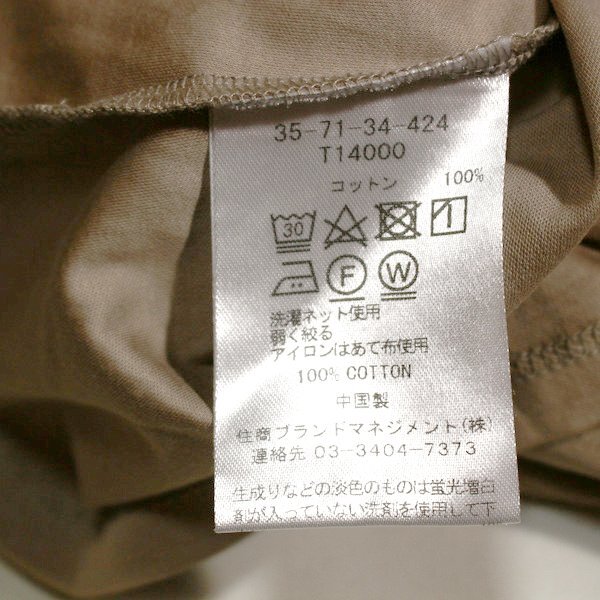 35-71-34-424
T14000
コットン 100%
30
F W
洗濯ネット使用
弱く絞る
アイロンはあて布使用
100% COTTON
中国製
住商ブランドマネジメント(株)
連絡先 03-3404-7373
生成りなどの淡色のものは蛍光増白
剤が入っていない洗剤を使用して下